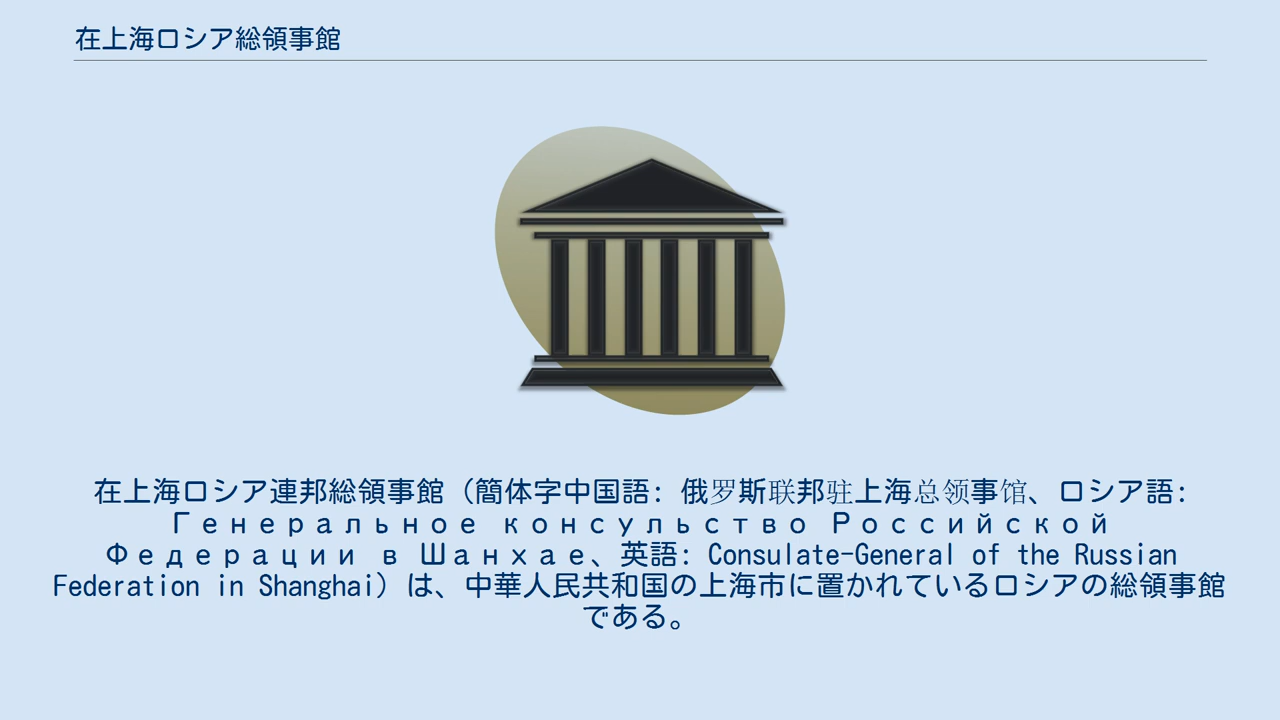 在上海ロシア総領事館
在上海ロシア連邦総領事館（簡体字中国語: 俄罗斯联邦驻上海总领事馆、ロシア語:
Генеральное консульство Российской
Федерации в Шанхае、英語: Consulate-General of the Russian
Federation in Shanghai）は、中華人民共和国の上海市に置かれているロシアの総領事館
である。